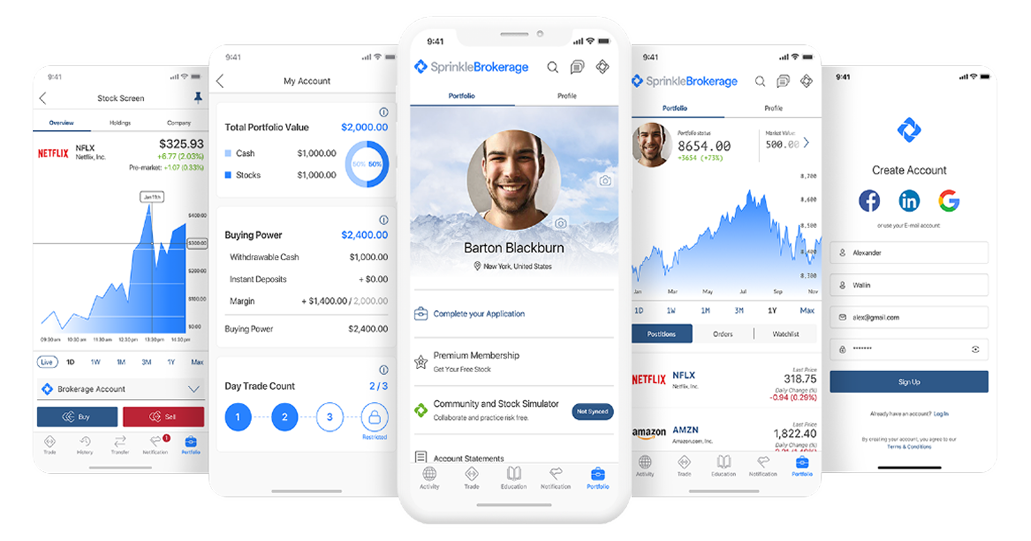 9:41
Stock Screen
Overview Holdings Company
NETFLIX
NFLX
Netflix, Inc.
$325.93
+6.77 (2.03%)
Pre-market: +1.07 (0.33%)
Jan 11th
$400.00
$300.00
$200.00
$100.00
$0.00
09:30 am 10:30 am 11:30 am 12:30 pm 13:30 pm 14:30 pm
Live 1D 1W 1M 3M 1Y Max
Brokerage Account
Buy Sell
1
Trade History Transfer Notification Portfolio
9:41
My Account
Total Portfolio Value $2,000.00
Cash $1,000.00
Stocks $1,000.00
50% 50%
Buying Power $2,400.00
Withdrawable Cash $1,000.00
Instant Deposits + $0.00
Margin + $1,400.00 / 2,000.00
Buying Power $2,400.00
Day Trade Count 2 / 3
1 2 3
Restricted
9:41
SprinkleBrokerage
Portfolio Profile
Barton Blackburn
New York, United States
Complete your Application
Premium Membership
Get Your Free Stock
Community and Stock Simulator
Collaborate and practice risk free.
Not Synced
Account Statements
Activity Trade Education Notification Portfolio
9:41
SprinkleBrokerage
Portfolio Profile
Portfolio status
8654.00
+3654 (+73%)
Market Value
500.00
8,700
8,600
8,500
8,400
8,300
Jan Mar May Jul Sep Nov
1D 1W 1M 3M 1Y Max
Postitions Orders Watchlist
NETFLIX
NFLX
Netflix, Inc.
Last Price
318.75
Daily Change (%)
-0.94 (0.29%)
amazon
AMZN
Amazon.com, Inc.
Last Price
1,822.40
Daily Change (%)
Activity Trade Education Notification Portfolio
9:41
Create Account
or use your E-mail account
Alexander
Wallin
alex@gmail.com
Sign Up
Already have an account? Log In
By creating your account, you agree to our
Terms & Conditions